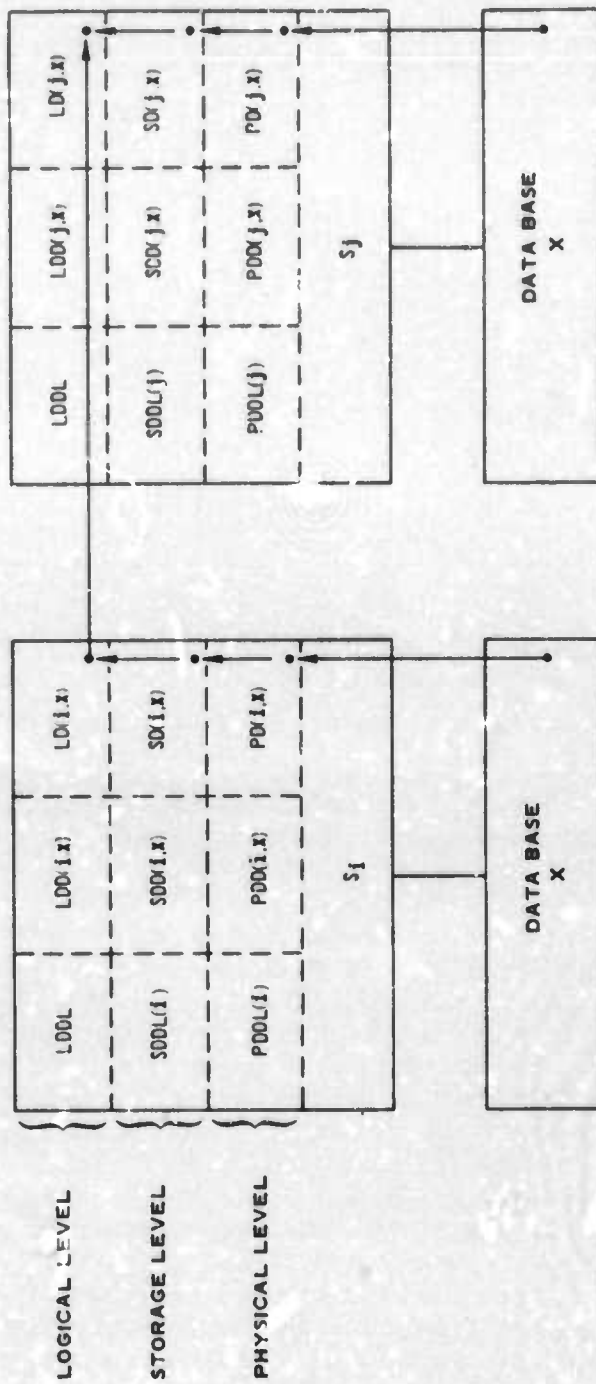 LOGICAL LEVEL
LDDL LDD(i,X) LD(i,X)
LDDL LDD(j,X) LD(j,X)
STORAGE LEVEL
SDDL(i) SDD(i,X) SD(i,X)
SDDL(j) SCD(j,X) SD(j,X)
PHYSICAL LEVEL
PDDL(i) PDD(i,X) PD(i,X)
PDDL(j) PDD(j,X) PD(j,X)
Si
Sj
DATA BASE
X
DATA BASE
X